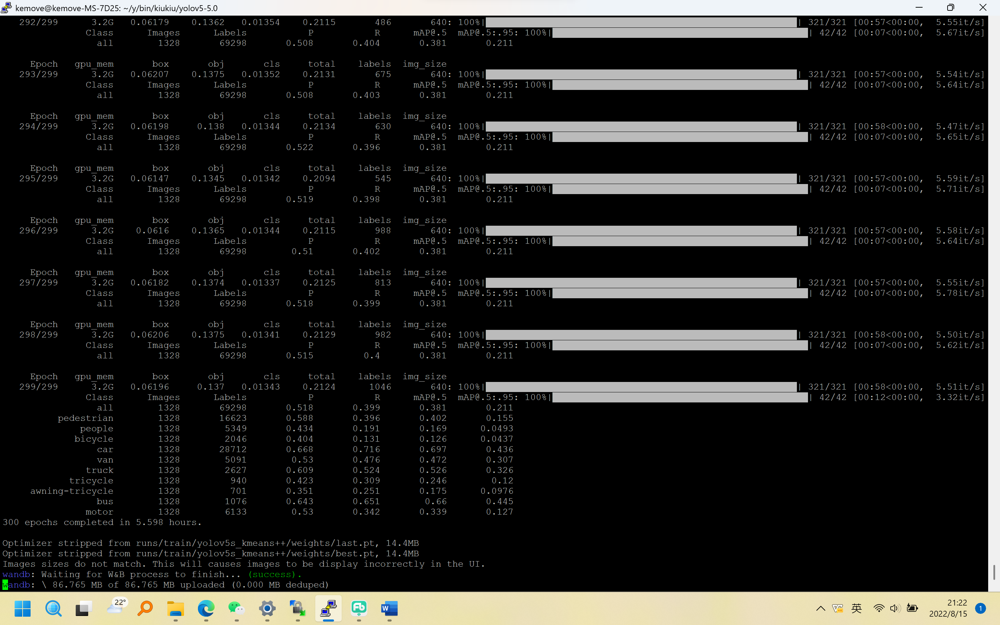 kemove@kemove-MS-7D25: ~/y/bin/kiukiu/yolov5-5.0
292/299 3.2G 0.06179 0.1362 0.01354 0.2115 486 640: 100%| | 321/321 [00:57<00:00, 5.55it/s]
Class Images Labels P R mAP@.5 mAP@.5:.95: 100%| | 42/42 [00:07<00:00, 5.67it/s]
all 1328 69298 0.508 0.404 0.381 0.211
Epoch gpu_mem box obj cls total labels img_size
293/299 3.2G 0.06207 0.1375 0.01352 0.2131 675 640: 100%| | 321/321 [00:57<00:00, 5.54it/s]
Class Images Labels P R mAP@.5 mAP@.5:.95: 100%| | 42/42 [00:07<00:00, 5.64it/s]
all 1328 69298 0.508 0.403 0.381 0.211
Epoch gpu_mem box obj cls total labels img_size
294/299 3.2G 0.06198 0.138 0.01344 0.2134 630 640: 100%| | 321/321 [00:58<00:00, 5.47it/s]
Class Images Labels P R mAP@.5 mAP@.5:.95: 100%| | 42/42 [00:07<00:00, 5.65it/s]
all 1328 69298 0.522 0.396 0.381 0.211
Epoch gpu_mem box obj cls total labels img_size
295/299 3.2G 0.06147 0.1345 0.01342 0.2094 545 640: 100%| | 321/321 [00:57<00:00, 5.59it/s]
Class Images Labels P R mAP@.5 mAP@.5:.95: 100%| | 42/42 [00:07<00:00, 5.71it/s]
all 1328 69298 0.519 0.398 0.381 0.211
Epoch gpu_mem box obj cls total labels img_size
296/299 3.2G 0.0616 0.1365 0.01344 0.2115 988 640: 100%| | 321/321 [00:57<00:00, 5.58it/s]
Class Images Labels P R mAP@.5 mAP@.5:.95: 100%| | 42/42 [00:07<00:00, 5.64it/s]
all 1328 69298 0.51 0.402 0.381 0.211
Epoch gpu_mem box obj cls total labels img_size
297/299 3.2G 0.06182 0.1374 0.01337 0.2125 813 640: 100%| | 321/321 [00:57<00:00, 5.55it/s]
Class Images Labels P R mAP@.5 mAP@.5:.95: 100%| | 42/42 [00:07<00:00, 5.78it/s]
all 1328 69298 0.518 0.399 0.381 0.211
Epoch gpu_mem box obj cls total labels img_size
298/299 3.2G 0.06206 0.1375 0.01341 0.2129 982 640: 100%| | 321/321 [00:58<00:00, 5.50it/s]
Class Images Labels P R mAP@.5 mAP@.5:.95: 100%| | 42/42 [00:07<00:00, 5.62it/s]
all 1328 69298 0.515 0.4 0.381 0.211
Epoch gpu_mem box obj cls total labels img_size
299/299 3.2G 0.06196 0.137 0.01343 0.2124 1046 640: 100%| | 321/321 [00:58<00:00, 5.51it/s]
Class Images Labels P R mAP@.5 mAP@.5:.95: 100%| | 42/42 [00:12<00:00, 3.32it/s]
all 1328 69298 0.518 0.399 0.381 0.211
pedestrian 1328 16623 0.588 0.396 0.402 0.155
people 1328 5349 0.434 0.191 0.169 0.0493
bicycle 1328 2046 0.404 0.131 0.126 0.0437
car 1328 28712 0.668 0.716 0.697 0.436
van 1328 5091 0.53 0.476 0.472 0.307
truck 1328 2627 0.609 0.524 0.526 0.326
tricycle 1328 940 0.423 0.309 0.246 0.12
awning-tricycle 1328 701 0.351 0.251 0.175 0.0976
bus 1328 1076 0.643 0.651 0.66 0.445
motor 1328 6133 0.53 0.342 0.339 0.127
300 epochs completed in 5.598 hours.
Optimizer stripped from runs/train/yolov5s_kmeans++/weights/last.pt, 14.4MB
Optimizer stripped from runs/train/yolov5s_kmeans++/weights/best.pt, 14.4MB
Images sizes do not match. This will causes images to be display incorrectly in the UI.
wandb: Waiting for W&B process to finish... (success).
wandb: \ 86.765 MB of 86.765 MB uploaded (0.000 MB deduped)
22°
Fb
W
英
21:22
2022/8/15
1